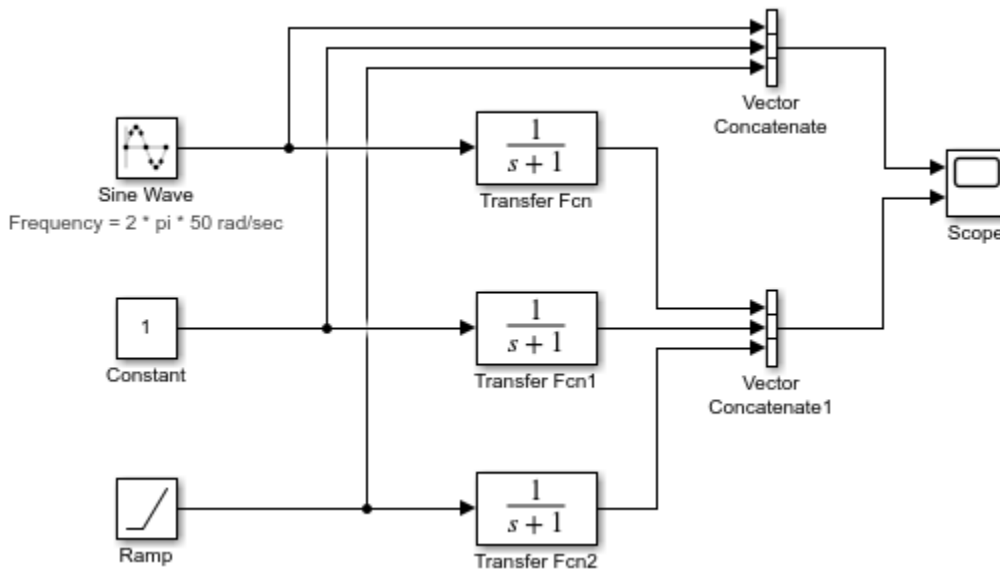 Vector
Concatenate
1
s + 1
Transfer Fcn
Sine Wave
Frequency = 2 * pi * 50 rad/sec
Scope
1
Constant
1
s + 1
Transfer Fcn1
Vector
Concatenate1
Ramp
1
s + 1
Transfer Fcn2